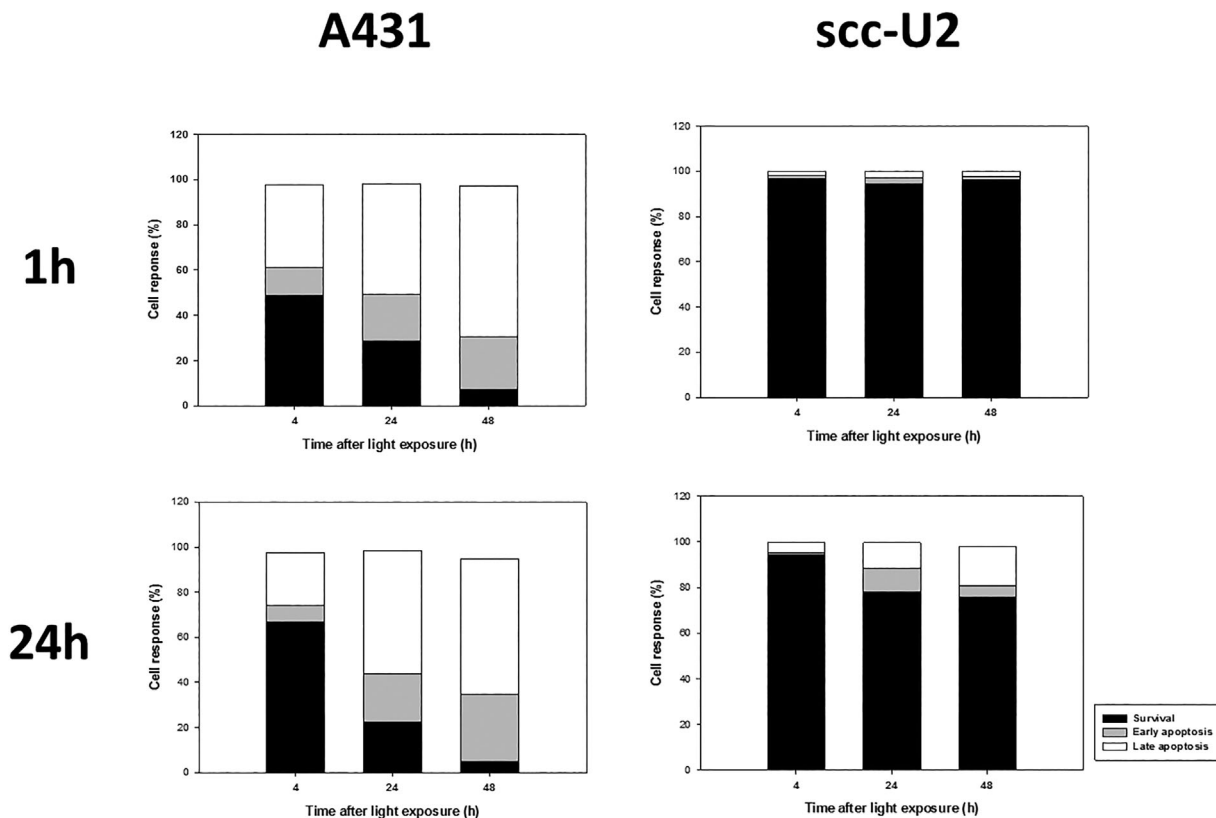 A431
scc-U2
1h
Cell reponse (%)
120
100
80
60
40
20
0
4
24
48
Time after light exposure (h)
Cell repsonse (%)
120
100
80
60
40
20
0
4
24
48
Time after light exposure (h)
24h
Cell response (%)
120
100
80
60
40
20
0
4
24
48
Time after light exposure (h)
Cell response (%)
120
100
80
60
40
20
0
4
24
48
Time after light exposure (h)
Survival
Early apoptosis
Late apoptosis